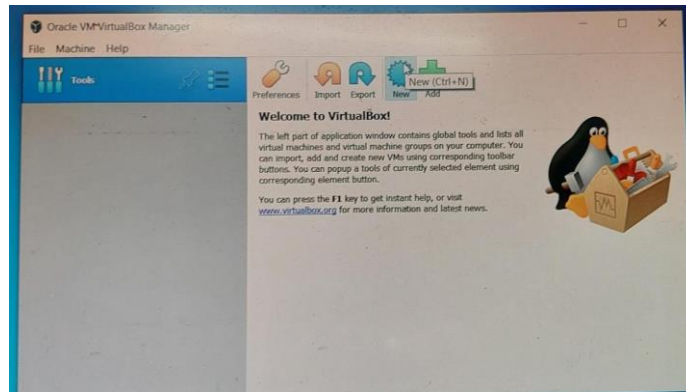 Oracle VM VirtualBox Manager
File Machine Help
Tools
Preferences Import Export New Add
New (Ctrl+N)
Welcome to VirtualBox!
The left part of application window contains global tools and lists all
virtual machines and virtual machine groups on your computer. You
can import, add and create new VMs using corresponding toolbar
buttons. You can popup a tools of currently selected element using
corresponding element button.
You can press the F1 key to get instant help, or visit
www.virtualbox.org for more information and latest news.
VM